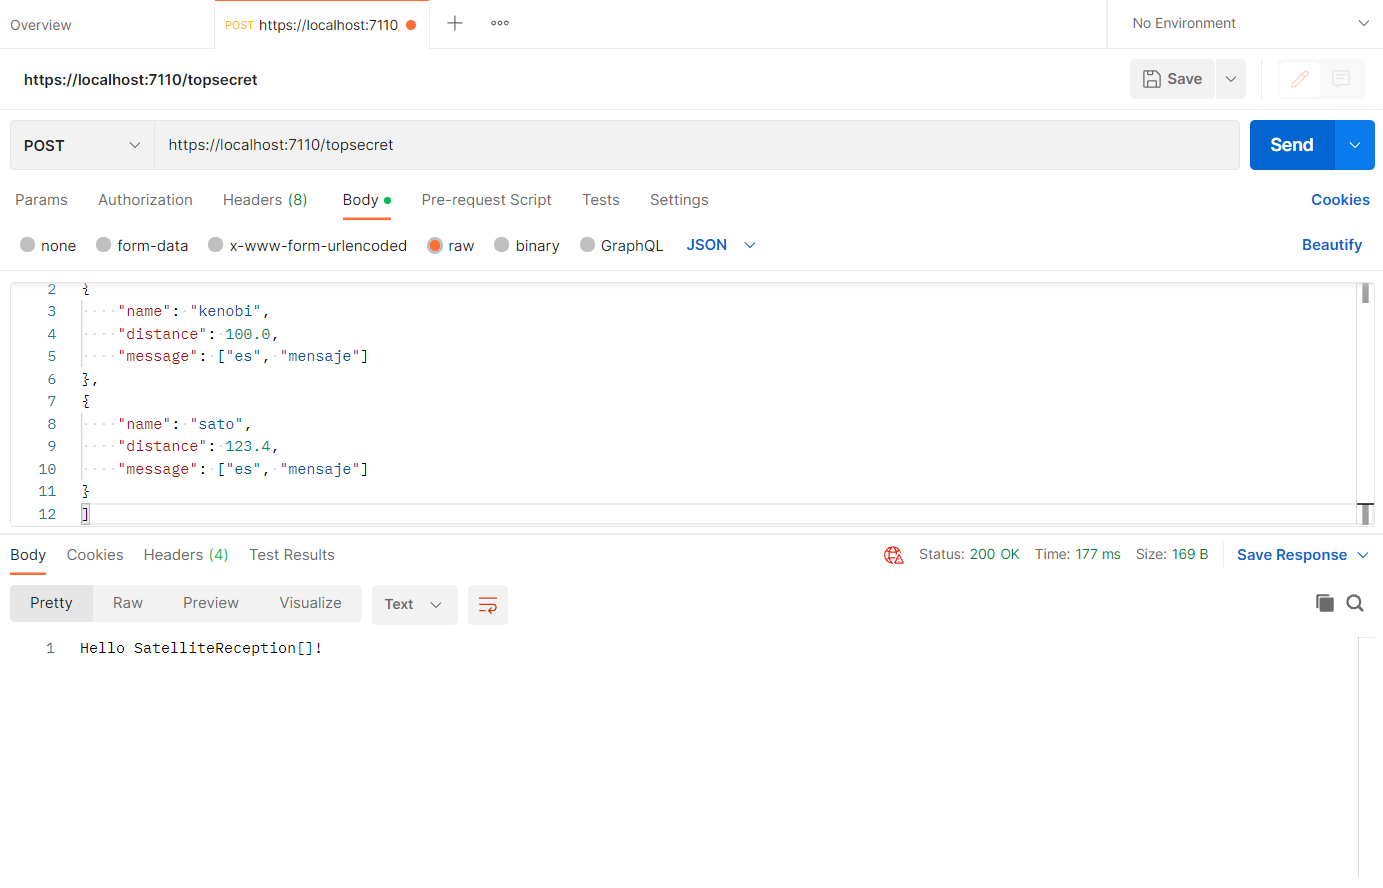 Overview
POST https://localhost:7110
No Environment
https://localhost:7110/topsecret
Save
POST
https://localhost:7110/topsecret
Send
Params Authorization Headers (8) Body Pre-request Script Tests Settings Cookies
none form-data x-www-form-urlencoded raw binary GraphQL JSON Beautify
2 {
3 "name": "kenobi",
4 "distance": 100.0,
5 "message": ["es", "mensaje"]
6 },
7 {
8 "name": "sato",
9 "distance": 123.4,
10 "message": ["es", "mensaje"]
11 }
12 ]
Body Cookies Headers (4) Test Results Status: 200 OK Time: 177 ms Size: 169 B Save Response
Pretty Raw Preview Visualize Text
1 Hello SatelliteReception[]!